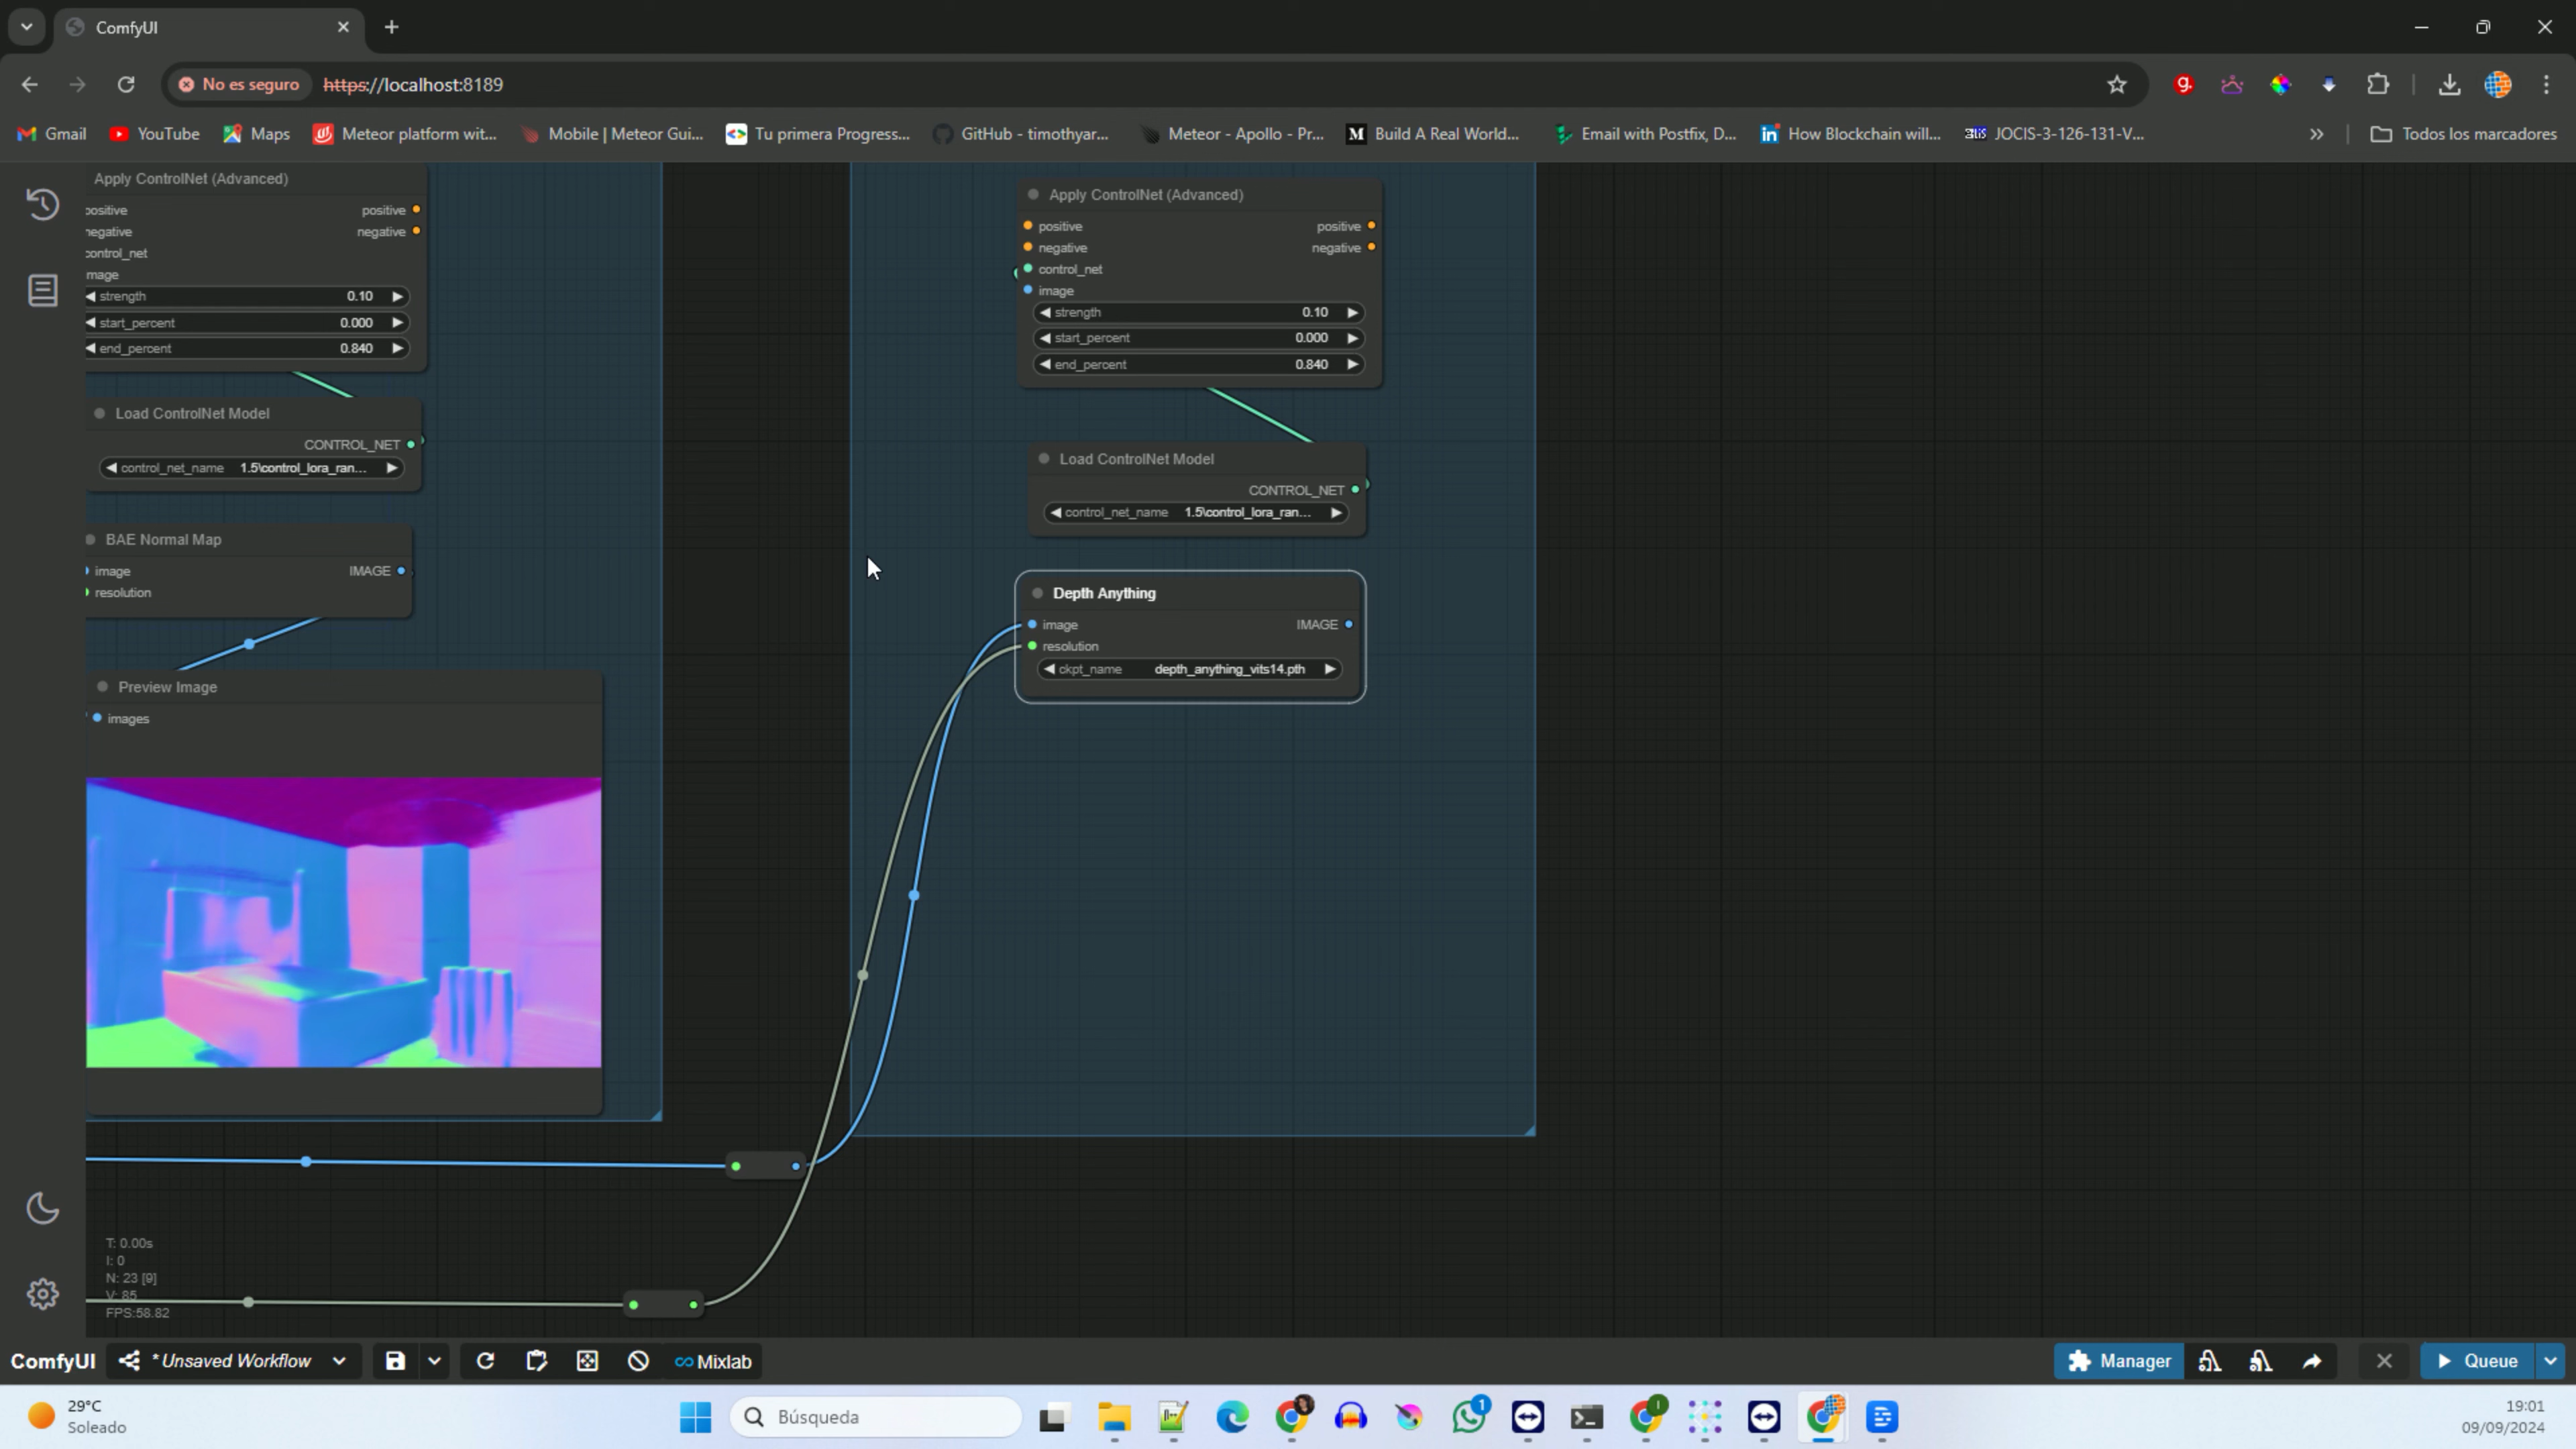 ComfyUI
No es seguro
https://localhost:8189
Gmail
YouTube
Maps
Meteor platform wit...
Mobile | Meteor Gui...
Tu primera Progress...
GitHub - timothyar...
Meteor - Apollo - Pr...
Build A Real World...
Email with Postfix, D...
How Blockchain will...
JOCIS-3-126-131-V...
Todos los marcadores
Apply ControlNet (Advanced)
positive
positive
negative
negative
control_net
image
strength 0.10
start_percent 0.000
end_percent 0.840
Load ControlNet Model
CONTROL_NET
control_net_name 1.5\control_lora_ran...
BAE Normal Map
image
IMAGE
resolution
Preview Image
images
Apply ControlNet (Advanced)
positive
positive
negative
negative
control_net
image
strength 0.10
start_percent 0.000
end_percent 0.840
Load ControlNet Model
CONTROL_NET
control_net_name 1.5\control_lora_ran...
Depth Anything
image
IMAGE
resolution
ckpt_name depth_anything_vits14.pth
T: 0.00s
I: 0
N: 23 [9]
V: 85
FPS:58.82
ComfyUI
*Unsaved Workflow
Mixlab
Manager
Queue
29°C
Soleado
Búsqueda
1
19:01
09/09/2024